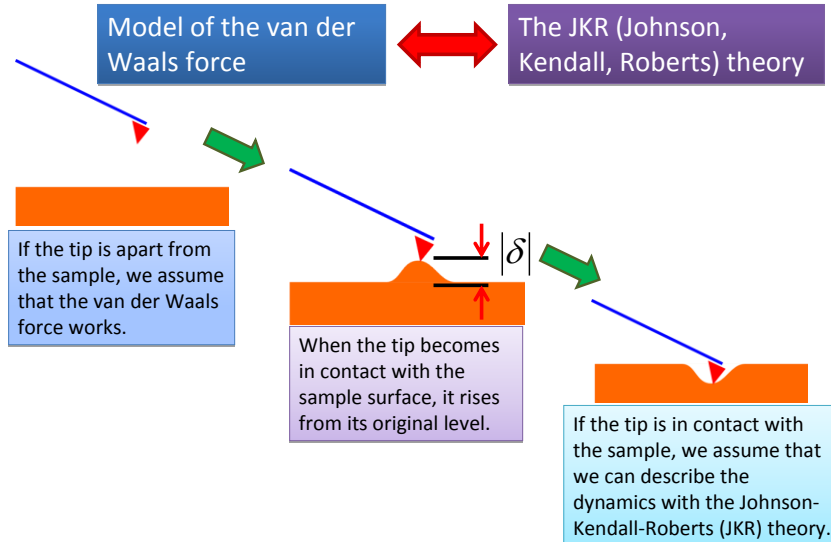 Model of the van der
Waals force
The JKR (Johnson,
Kendall, Roberts) theory
If the tip is apart from
the sample, we assume
that the van der Waals
force works.
|δ|
When the tip becomes
in contact with the
sample surface, it rises
from its original level.
If the tip is in contact with
the sample, we assume that
we can describe the
dynamics with the Johnson-
Kendall-Roberts (JKR) theory.